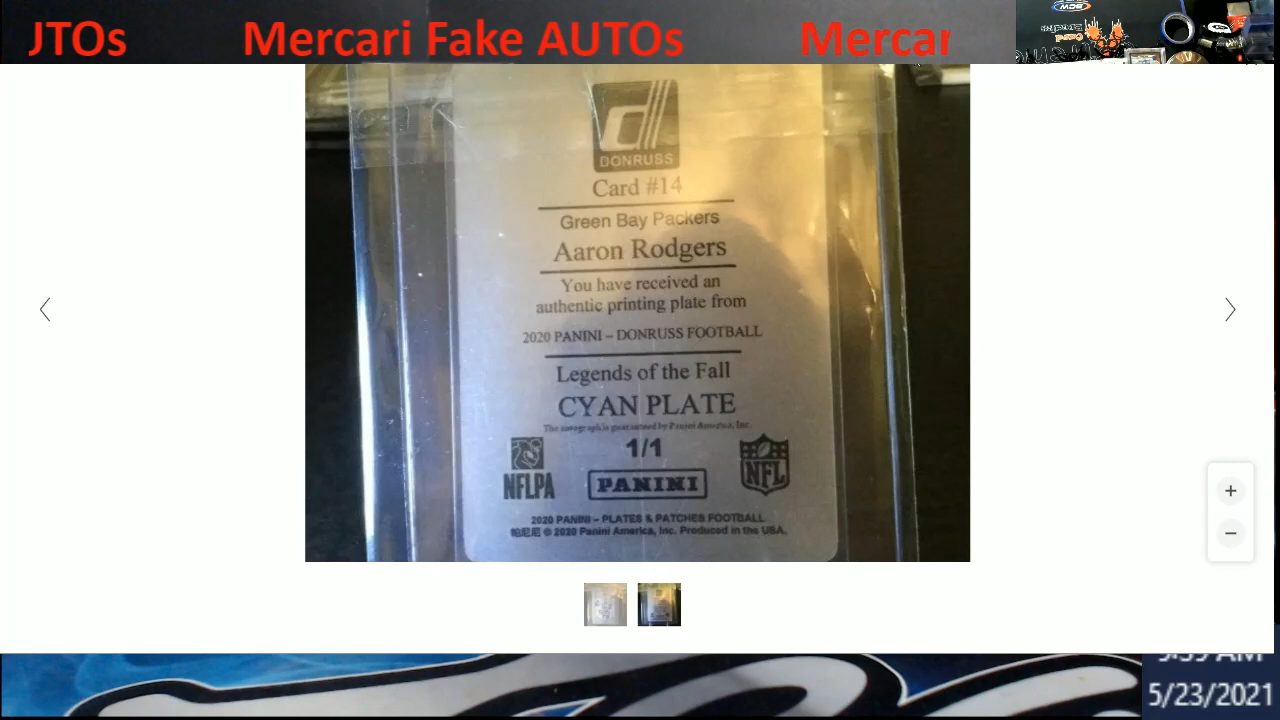 JTOs Mercari Fake AUTOs Mercar
DONRUSS
Card #14
Green Bay Packers
Aaron Rodgers
You have received an
authentic printing plate from
2020 PANINI – DONRUSS FOOTBALL
Legends of the Fall
CYAN PLATE
The autograph is guaranteed by Panini America, Inc.
1/1
NFLPA PANINI NFL
2020 PANINI – PLATES & PATCHES FOOTBALL
帕尼尼 © 2020 Panini America, Inc. Produced in the USA.
5/23/2021